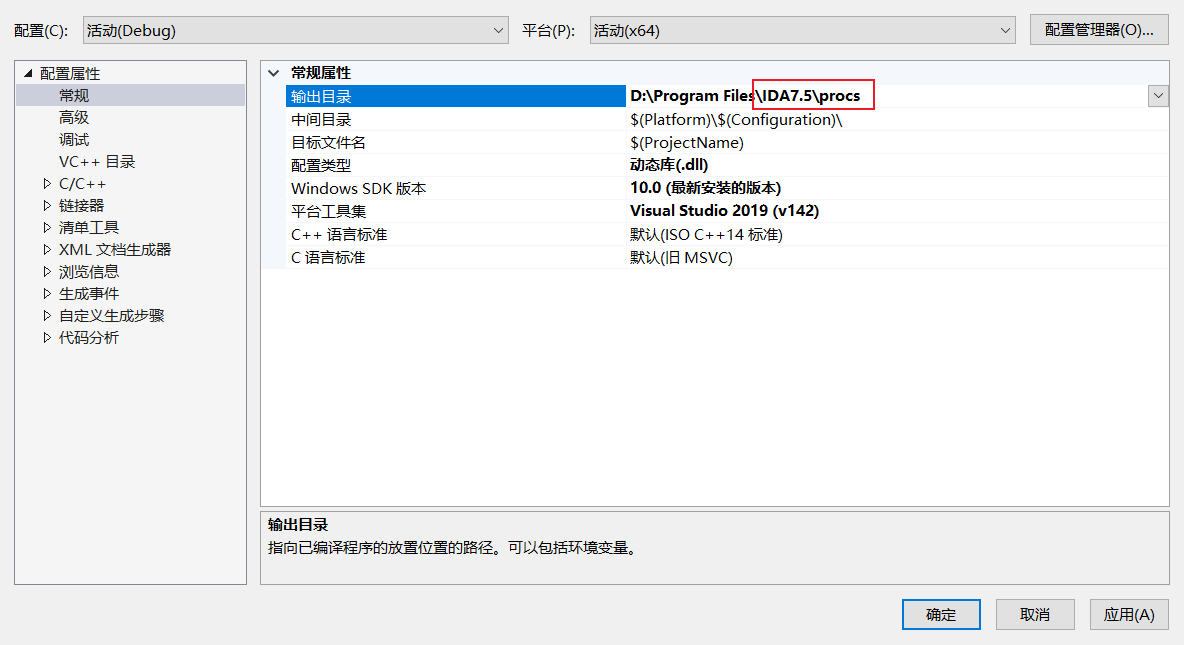 配置(C): 活动(Debug) 平台(P): 活动(x64) 配置管理器(O)...
配置属性
常规
高级
调试
VC++ 目录
C/C++
链接器
清单工具
XML 文档生成器
浏览信息
生成事件
自定义生成步骤
代码分析
常规属性
输出目录 D:\Program Files\IDA7.5\procs
中间目录 $(Platform)\$(Configuration)\
目标文件名 $(ProjectName)
配置类型 动态库(.dll)
Windows SDK 版本 10.0 (最新安装的版本)
平台工具集 Visual Studio 2019 (v142)
C++ 语言标准 默认(ISO C++14 标准)
C 语言标准 默认(旧 MSVC)
输出目录
指向已编译程序的放置位置的路径。可以包括环境变量。
确定 取消 应用(A)